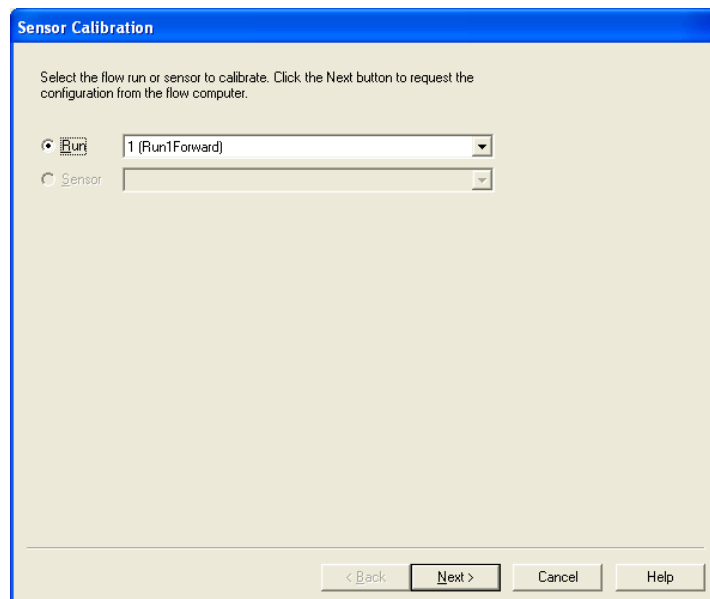 Sensor Calibration
Select the flow run or sensor to calibrate. Click the Next button to request the
configuration from the flow computer.
Run 1 (Run1Forward)
Sensor
< Back Next > Cancel Help